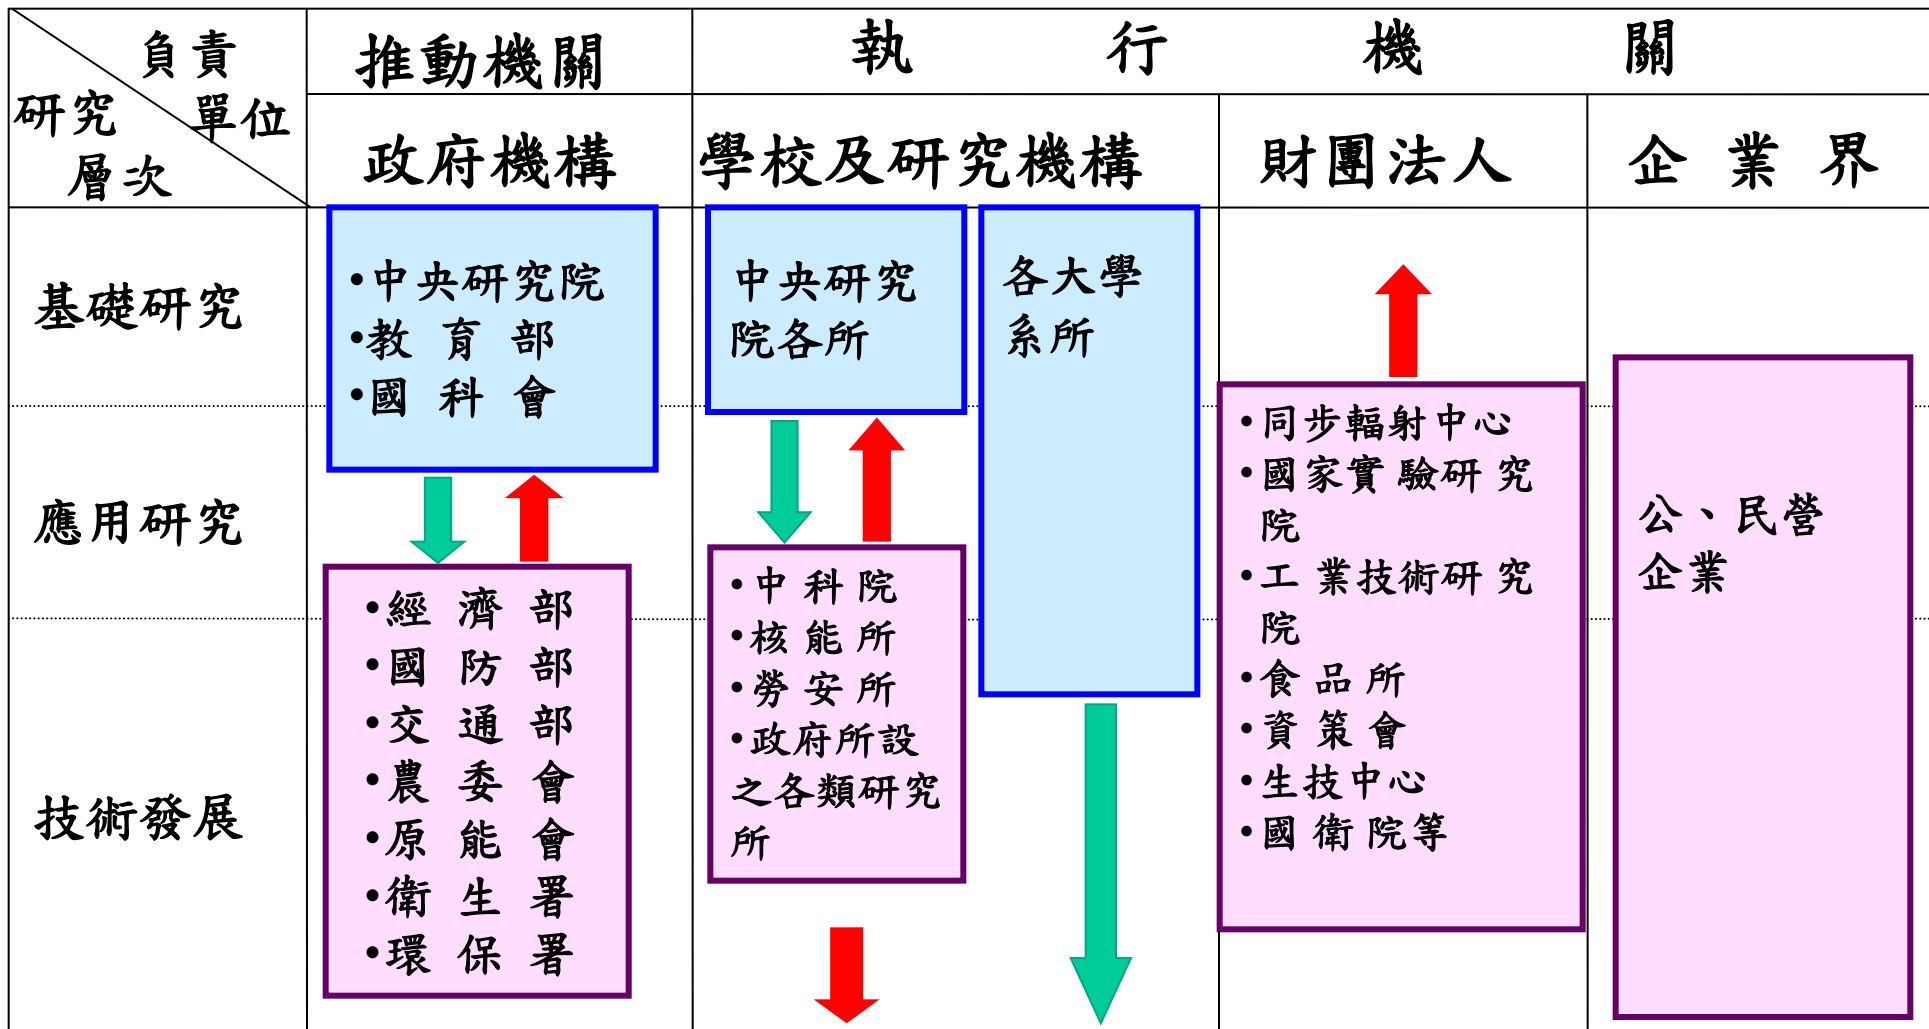 負責
單位
研究
層次
推動機關
執行機關
政府機構
學校及研究機構
財團法人
企業界
基礎研究
應用研究
技術發展
•中央研究院
•教育部
•國科會
•經濟部
•國防部
•交通部
•農委會
•原能會
•衛生署
•環保署
中央研究
院各所
•中科院
•核能所
•勞安所
•政府所設
之各類研究
所
各大學
系所
•同步輻射中心
•國家實驗研究
院
•工業技術研究
院
•食品所
•資策會
•生技中心
•國衛院等
公、民營
企業